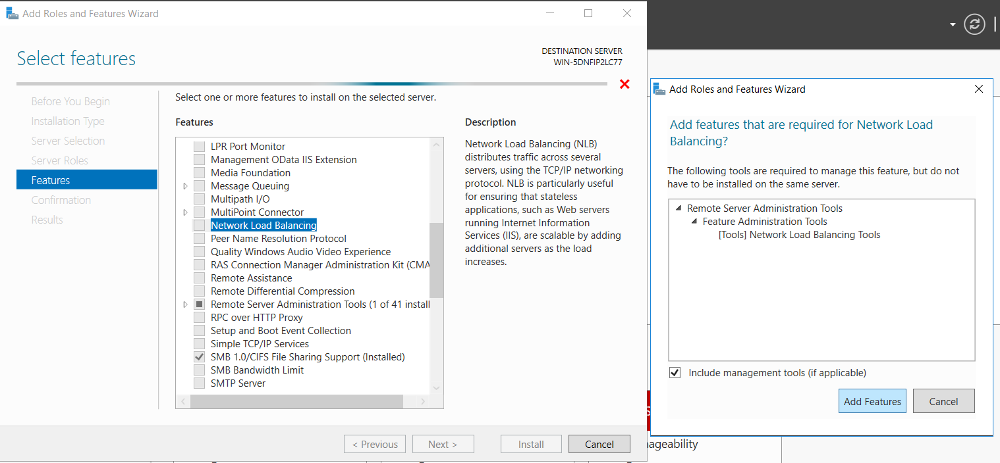 Add Roles and Features Wizard
Select features
DESTINATION SERVER
WIN-5DNFIP2LC77
Before You Begin
Installation Type
Server Selection
Server Roles
Features
Confirmation
Results
Select one or more features to install on the selected server.
Features
LPR Port Monitor
Management OData IIS Extension
Media Foundation
Message Queuing
Multipath I/O
MultiPoint Connector
Network Load Balancing
Peer Name Resolution Protocol
Quality Windows Audio Video Experience
RAS Connection Manager Administration Kit (CMA
Remote Assistance
Remote Differential Compression
Remote Server Administration Tools (1 of 41 install
RPC over HTTP Proxy
Setup and Boot Event Collection
Simple TCP/IP Services
SMB 1.0/CIFS File Sharing Support (Installed)
SMB Bandwidth Limit
SMTP Server
Description
Network Load Balancing (NLB)
distributes traffic across several
servers, using the TCP/IP networking
protocol. NLB is particularly useful
for ensuring that stateless
applications, such as Web servers
running Internet Information
Services (IIS), are scalable by adding
additional servers as the load
increases.
< Previous
Next >
Install
Cancel
Add Roles and Features Wizard
Add features that are required for Network Load
Balancing?
The following tools are required to manage this feature, but do not
have to be installed on the same server.
Remote Server Administration Tools
Feature Administration Tools
[Tools] Network Load Balancing Tools
Include management tools (if applicable)
Add Features
Cancel
nageability